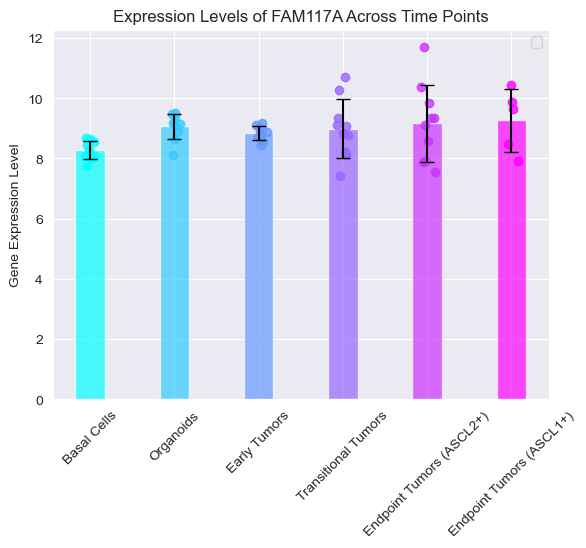 Expression Levels of FAM117A Across Time Points
Gene Expression Level
12
10
8
6
4
2
0
Basal Cells
Organoids
Early Tumors
Transitional Tumors
Endpoint Tumors (ASCL2+)
Endpoint Tumors (ASCL1+)